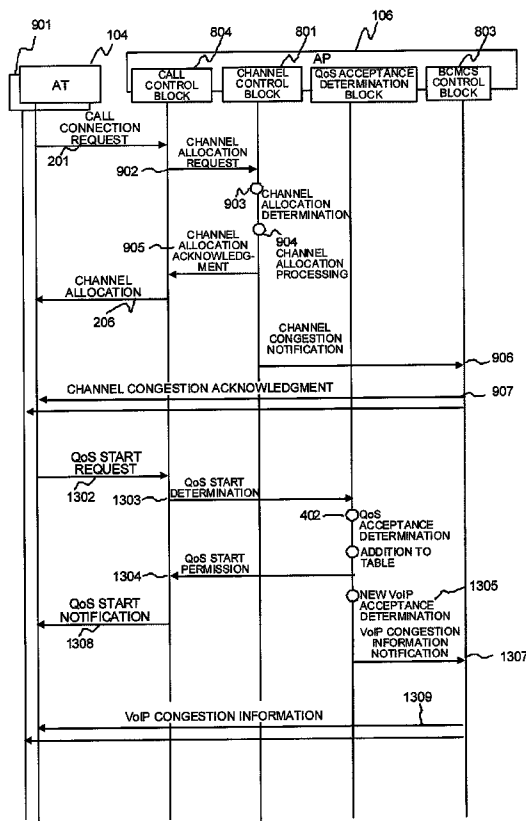 901
104
804
801
106
803
AP
AT
CALL
CONTROL
BLOCK
CHANNEL
CONTROL
BLOCK
QoS ACCEPTANCE
DETERMINATION
BLOCK
BCMCS
CONTROL
BLOCK
CALL
CONNECTION
REQUEST
201
CHANNEL
ALLOCATION
REQUEST
902
903
CHANNEL
ALLOCATION
DETERMINATION
904
CHANNEL
ALLOCATION
PROCESSING
905
CHANNEL
ALLOCATION
ACKNOWLEDG-
MENT
CHANNEL
ALLOCATION
206
CHANNEL
CONGESTION
NOTIFICATION
906
CHANNEL CONGESTION ACKNOWLEDGMENT
907
QoS START
REQUEST
1302
1303
QoS START
DETERMINATION
402
QoS
ACCEPTANCE
DETERMINATION
ADDITION TO
TABLE
QoS START
PERMISSION
1304
NEW VoIP
ACCEPTANCE
DETERMINATION
1305
QoS START
NOTIFICATION
1308
VoIP CONGESTION
INFORMATION
NOTIFICATION
1307
VoIP CONGESTION INFORMATION
1309